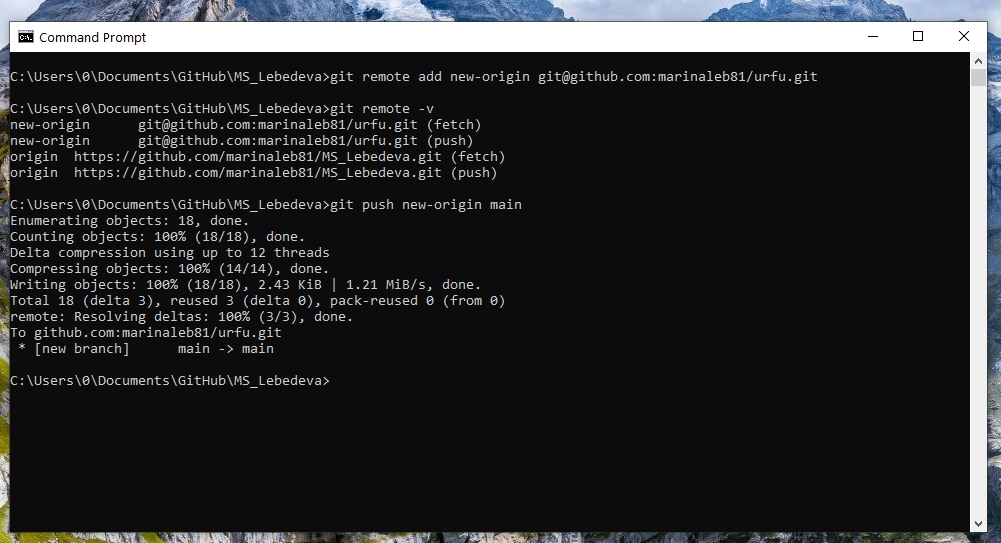 Command Prompt
C:\Users\0\Documents\GitHub\MS_Lebedeva>git remote add new-origin git@github.com:marinaleb81/urfu.git
C:\Users\0\Documents\GitHub\MS_Lebedeva>git remote -v
new-origin      git@github.com:marinaleb81/urfu.git (fetch)
new-origin      git@github.com:marinaleb81/urfu.git (push)
origin  https://github.com/marinaleb81/MS_Lebedeva.git (fetch)
origin  https://github.com/marinaleb81/MS_Lebedeva.git (push)
C:\Users\0\Documents\GitHub\MS_Lebedeva>git push new-origin main
Enumerating objects: 18, done.
Counting objects: 100% (18/18), done.
Delta compression using up to 12 threads
Compressing objects: 100% (14/14), done.
Writing objects: 100% (18/18), 2.43 KiB | 1.21 MiB/s, done.
Total 18 (delta 3), reused 3 (delta 0), pack-reused 0 (from 0)
remote: Resolving deltas: 100% (3/3), done.
To github.com:marinaleb81/urfu.git
 * [new branch]      main -> main
C:\Users\0\Documents\GitHub\MS_Lebedeva>